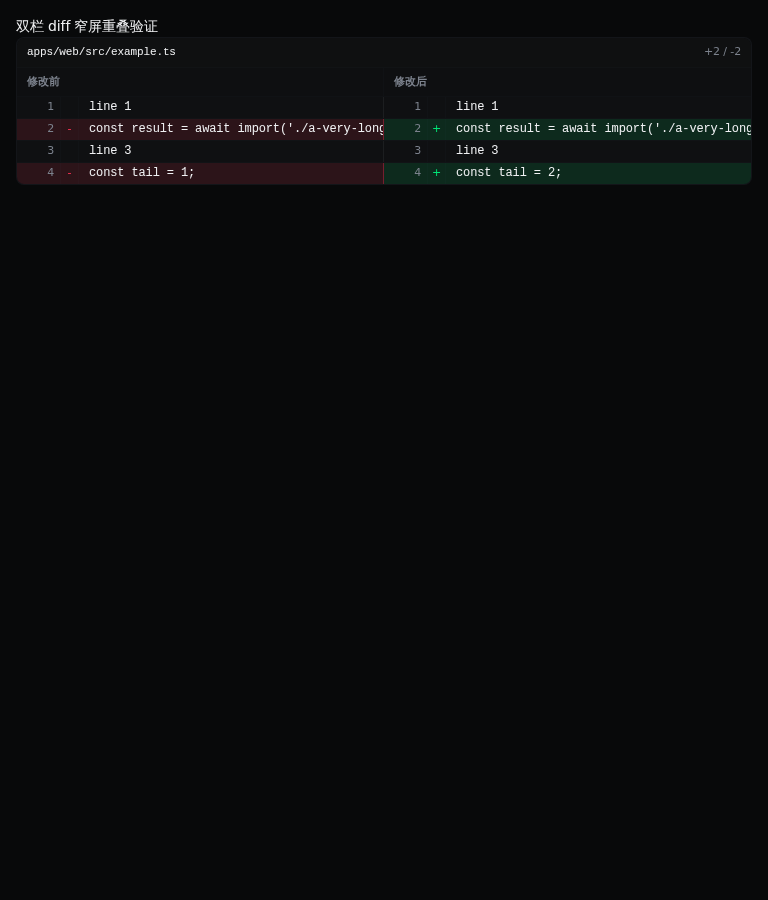 双栏 diff 窄屏重叠验证
apps/web/src/example.ts +2 / -2
修改前 修改后
1 line 1 1 line 1
2 - const result = await import('./a-very-long 2 + const result = await import('./a-very-long
3 line 3 3 line 3
4 - const tail = 1; 4 + const tail = 2;